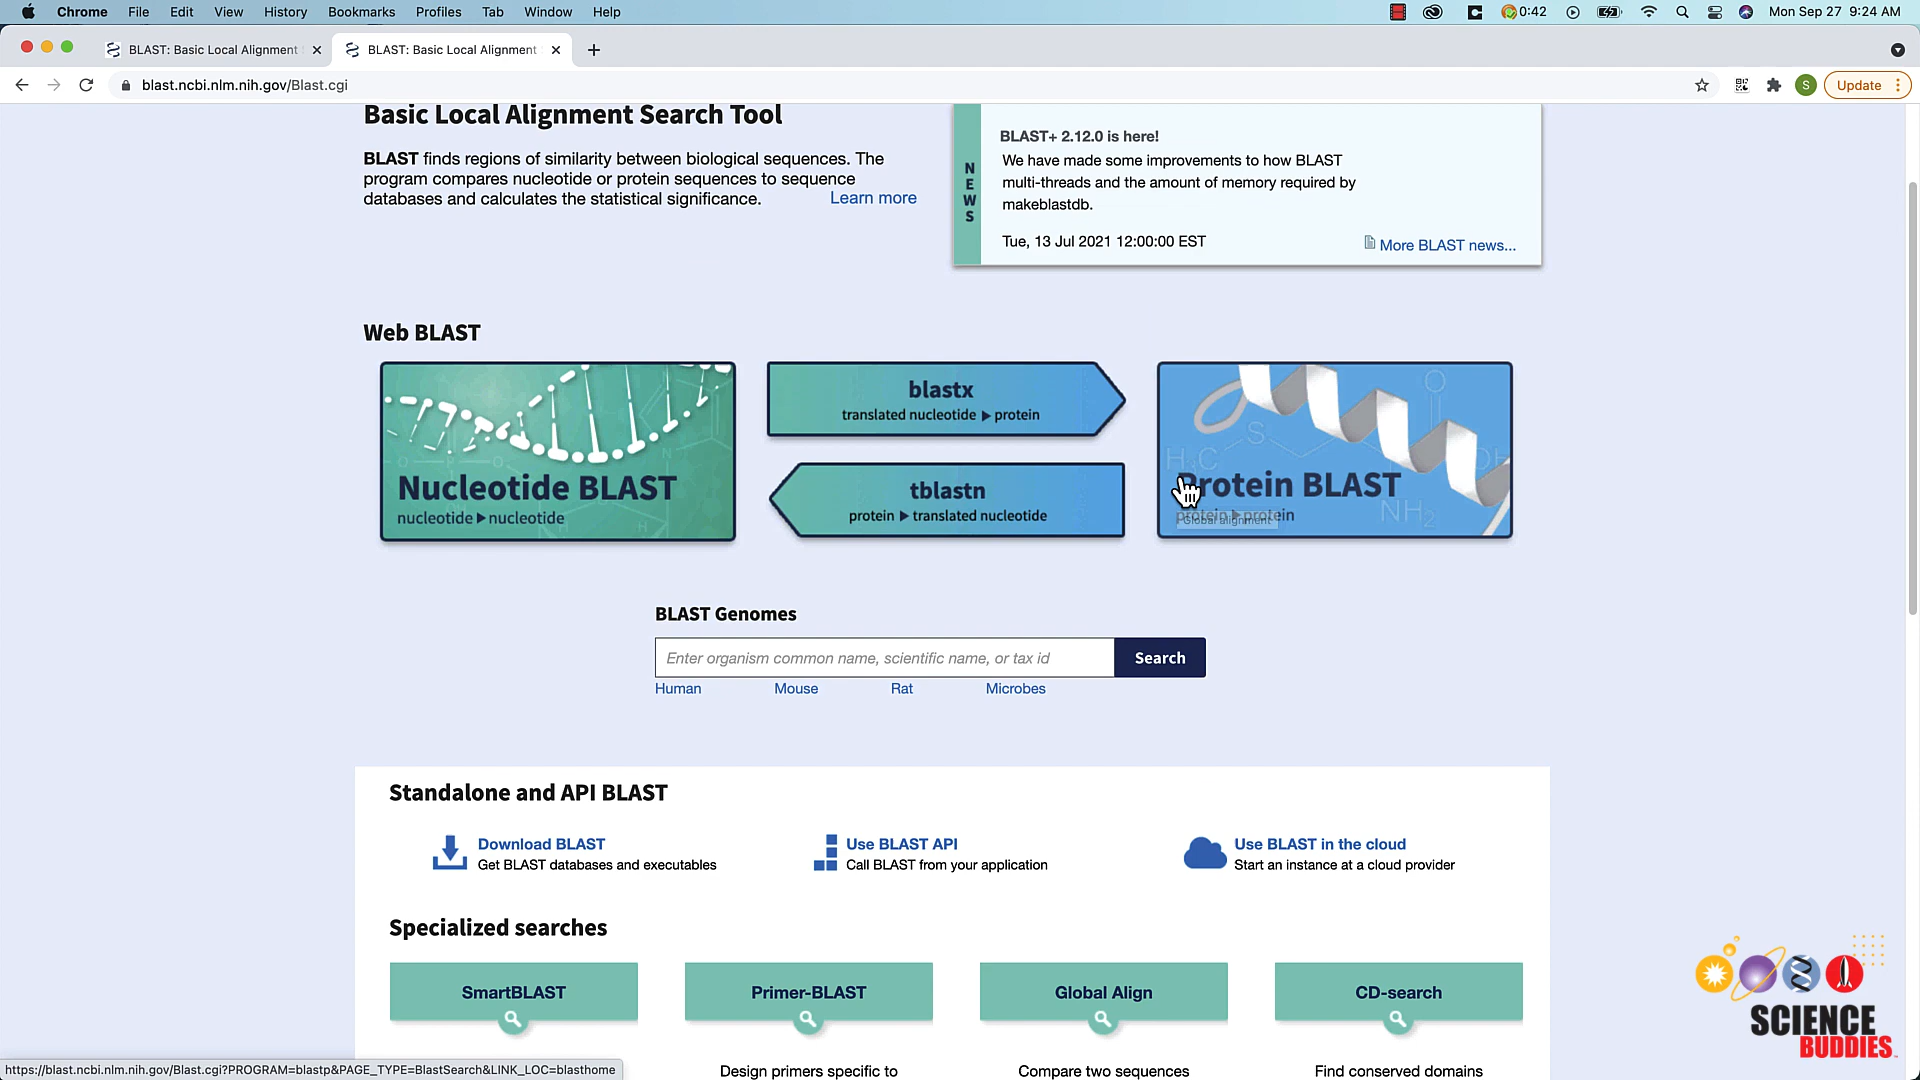 Chrome File Edit View History Bookmarks Profiles Tab Window Help
0:42 Mon Sep 27 9:24 AM
BLAST: Basic Local Alignment
BLAST: Basic Local Alignment
blast.ncbi.nlm.nih.gov/Blast.cgi
S
Update
Basic Local Alignment Search Tool
BLAST finds regions of similarity between biological sequences. The
program compares nucleotide or protein sequences to sequence
databases and calculates the statistical significance.
Learn more
NEWS
BLAST+ 2.12.0 is here!
We have made some improvements to how BLAST
multi-threads and the amount of memory required by
makeblastdb.
Tue, 13 Jul 2021 12:00:00 EST
More BLAST news...
Web BLAST
Nucleotide BLAST
nucleotide ▶ nucleotide
blastx
translated nucleotide ▶ protein
tblastn
protein ▶ translated nucleotide
H₃C
S
O
OH
NH₂
Protein BLAST
protein ▶ protein
Global alignment
BLAST Genomes
Enter organism common name, scientific name, or tax id
Search
Human Mouse Rat Microbes
Standalone and API BLAST
Download BLAST
Get BLAST databases and executables
Use BLAST API
Call BLAST from your application
Use BLAST in the cloud
Start an instance at a cloud provider
Specialized searches
SmartBLAST
Primer-BLAST
Global Align
CD-search
Design primers specific to
Compare two sequences
Find conserved domains
https://blast.ncbi.nlm.nih.gov/Blast.cgi?PROGRAM=blastp&PAGE_TYPE=BlastSearch&LINK_LOC=blasthome
SCIENCE
BUDDIES